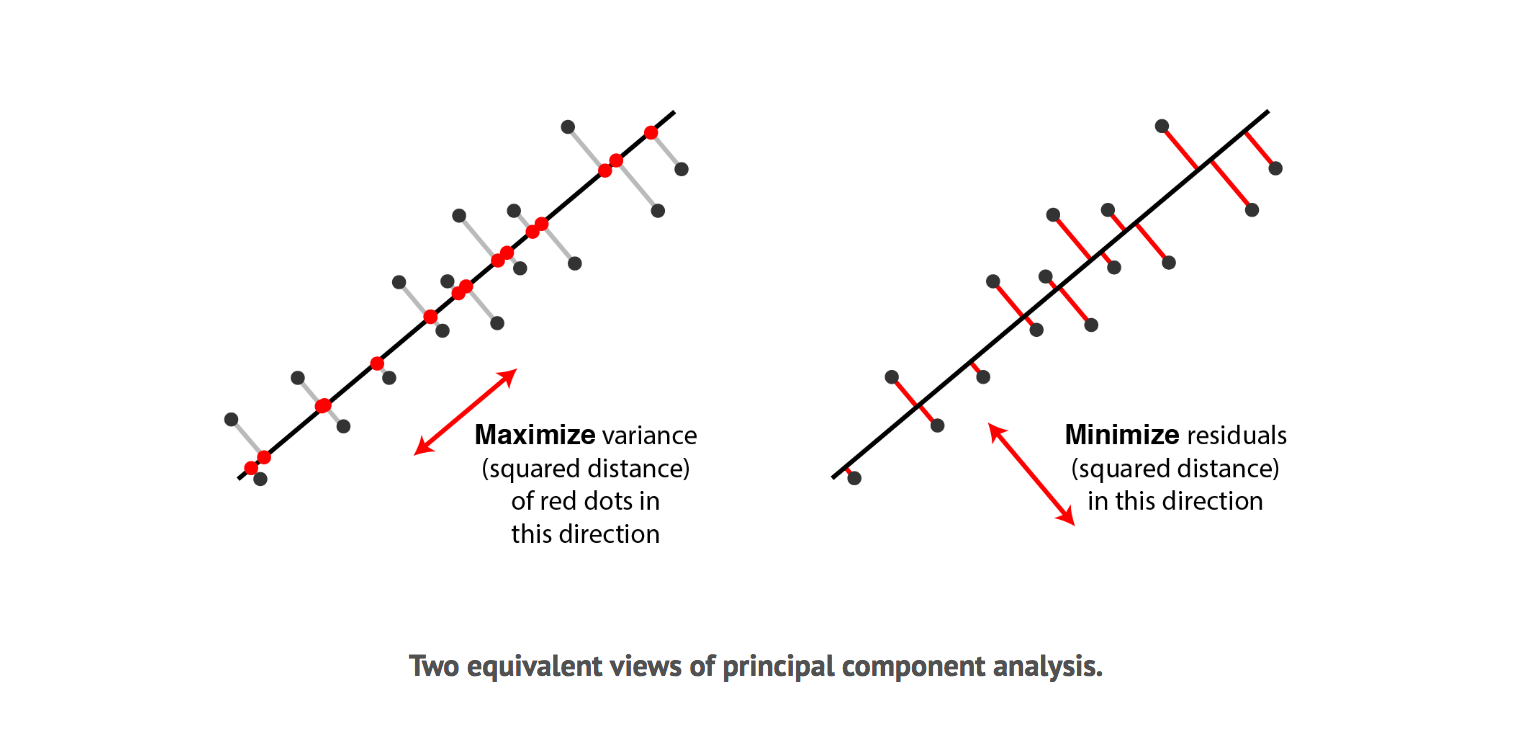 Maximize variance
(squared distance)
of red dots in
this direction
Minimize residuals
(squared distance)
in this direction
Two equivalent views of principal component analysis.